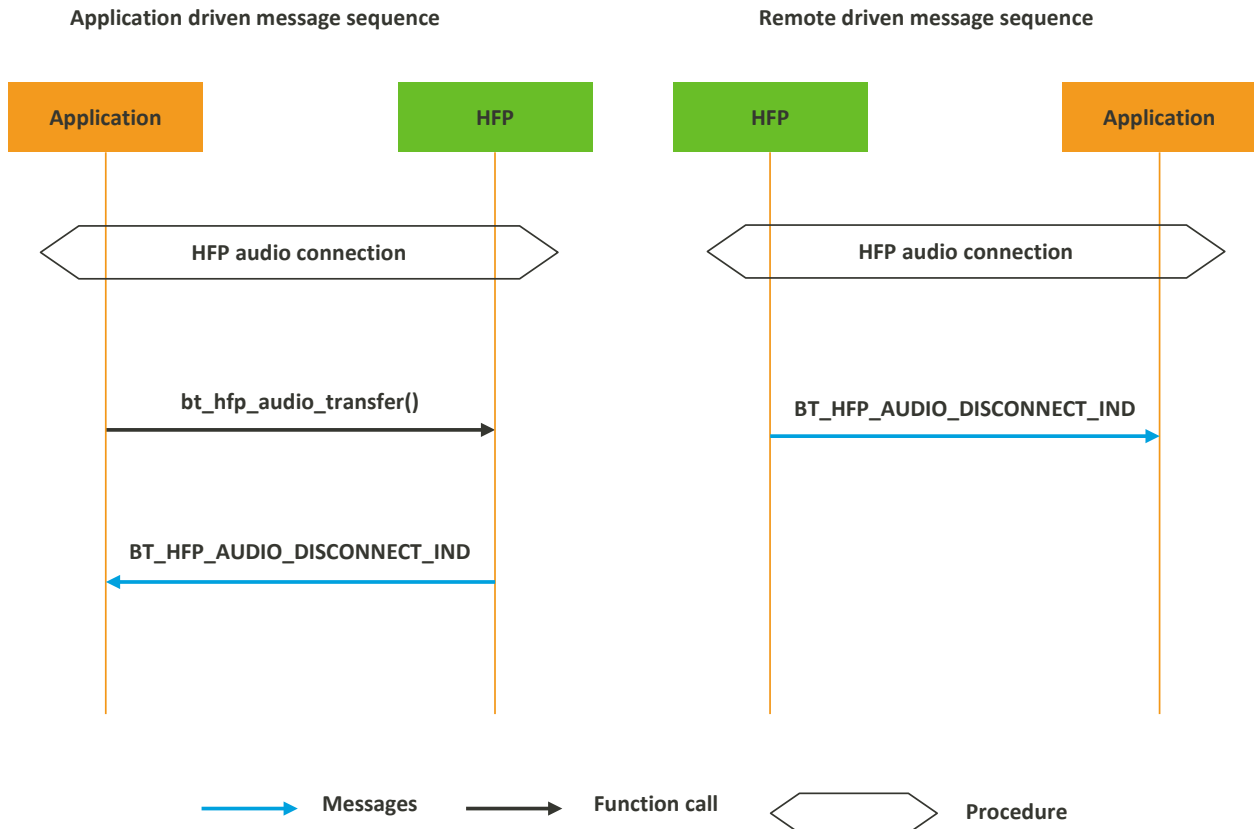 Application driven message sequence
Remote driven message sequence
Application
HFP
HFP
Application
HFP audio connection
HFP audio connection
bt_hfp_audio_transfer()
BT_HFP_AUDIO_DISCONNECT_IND
BT_HFP_AUDIO_DISCONNECT_IND
Messages
Function call
Procedure